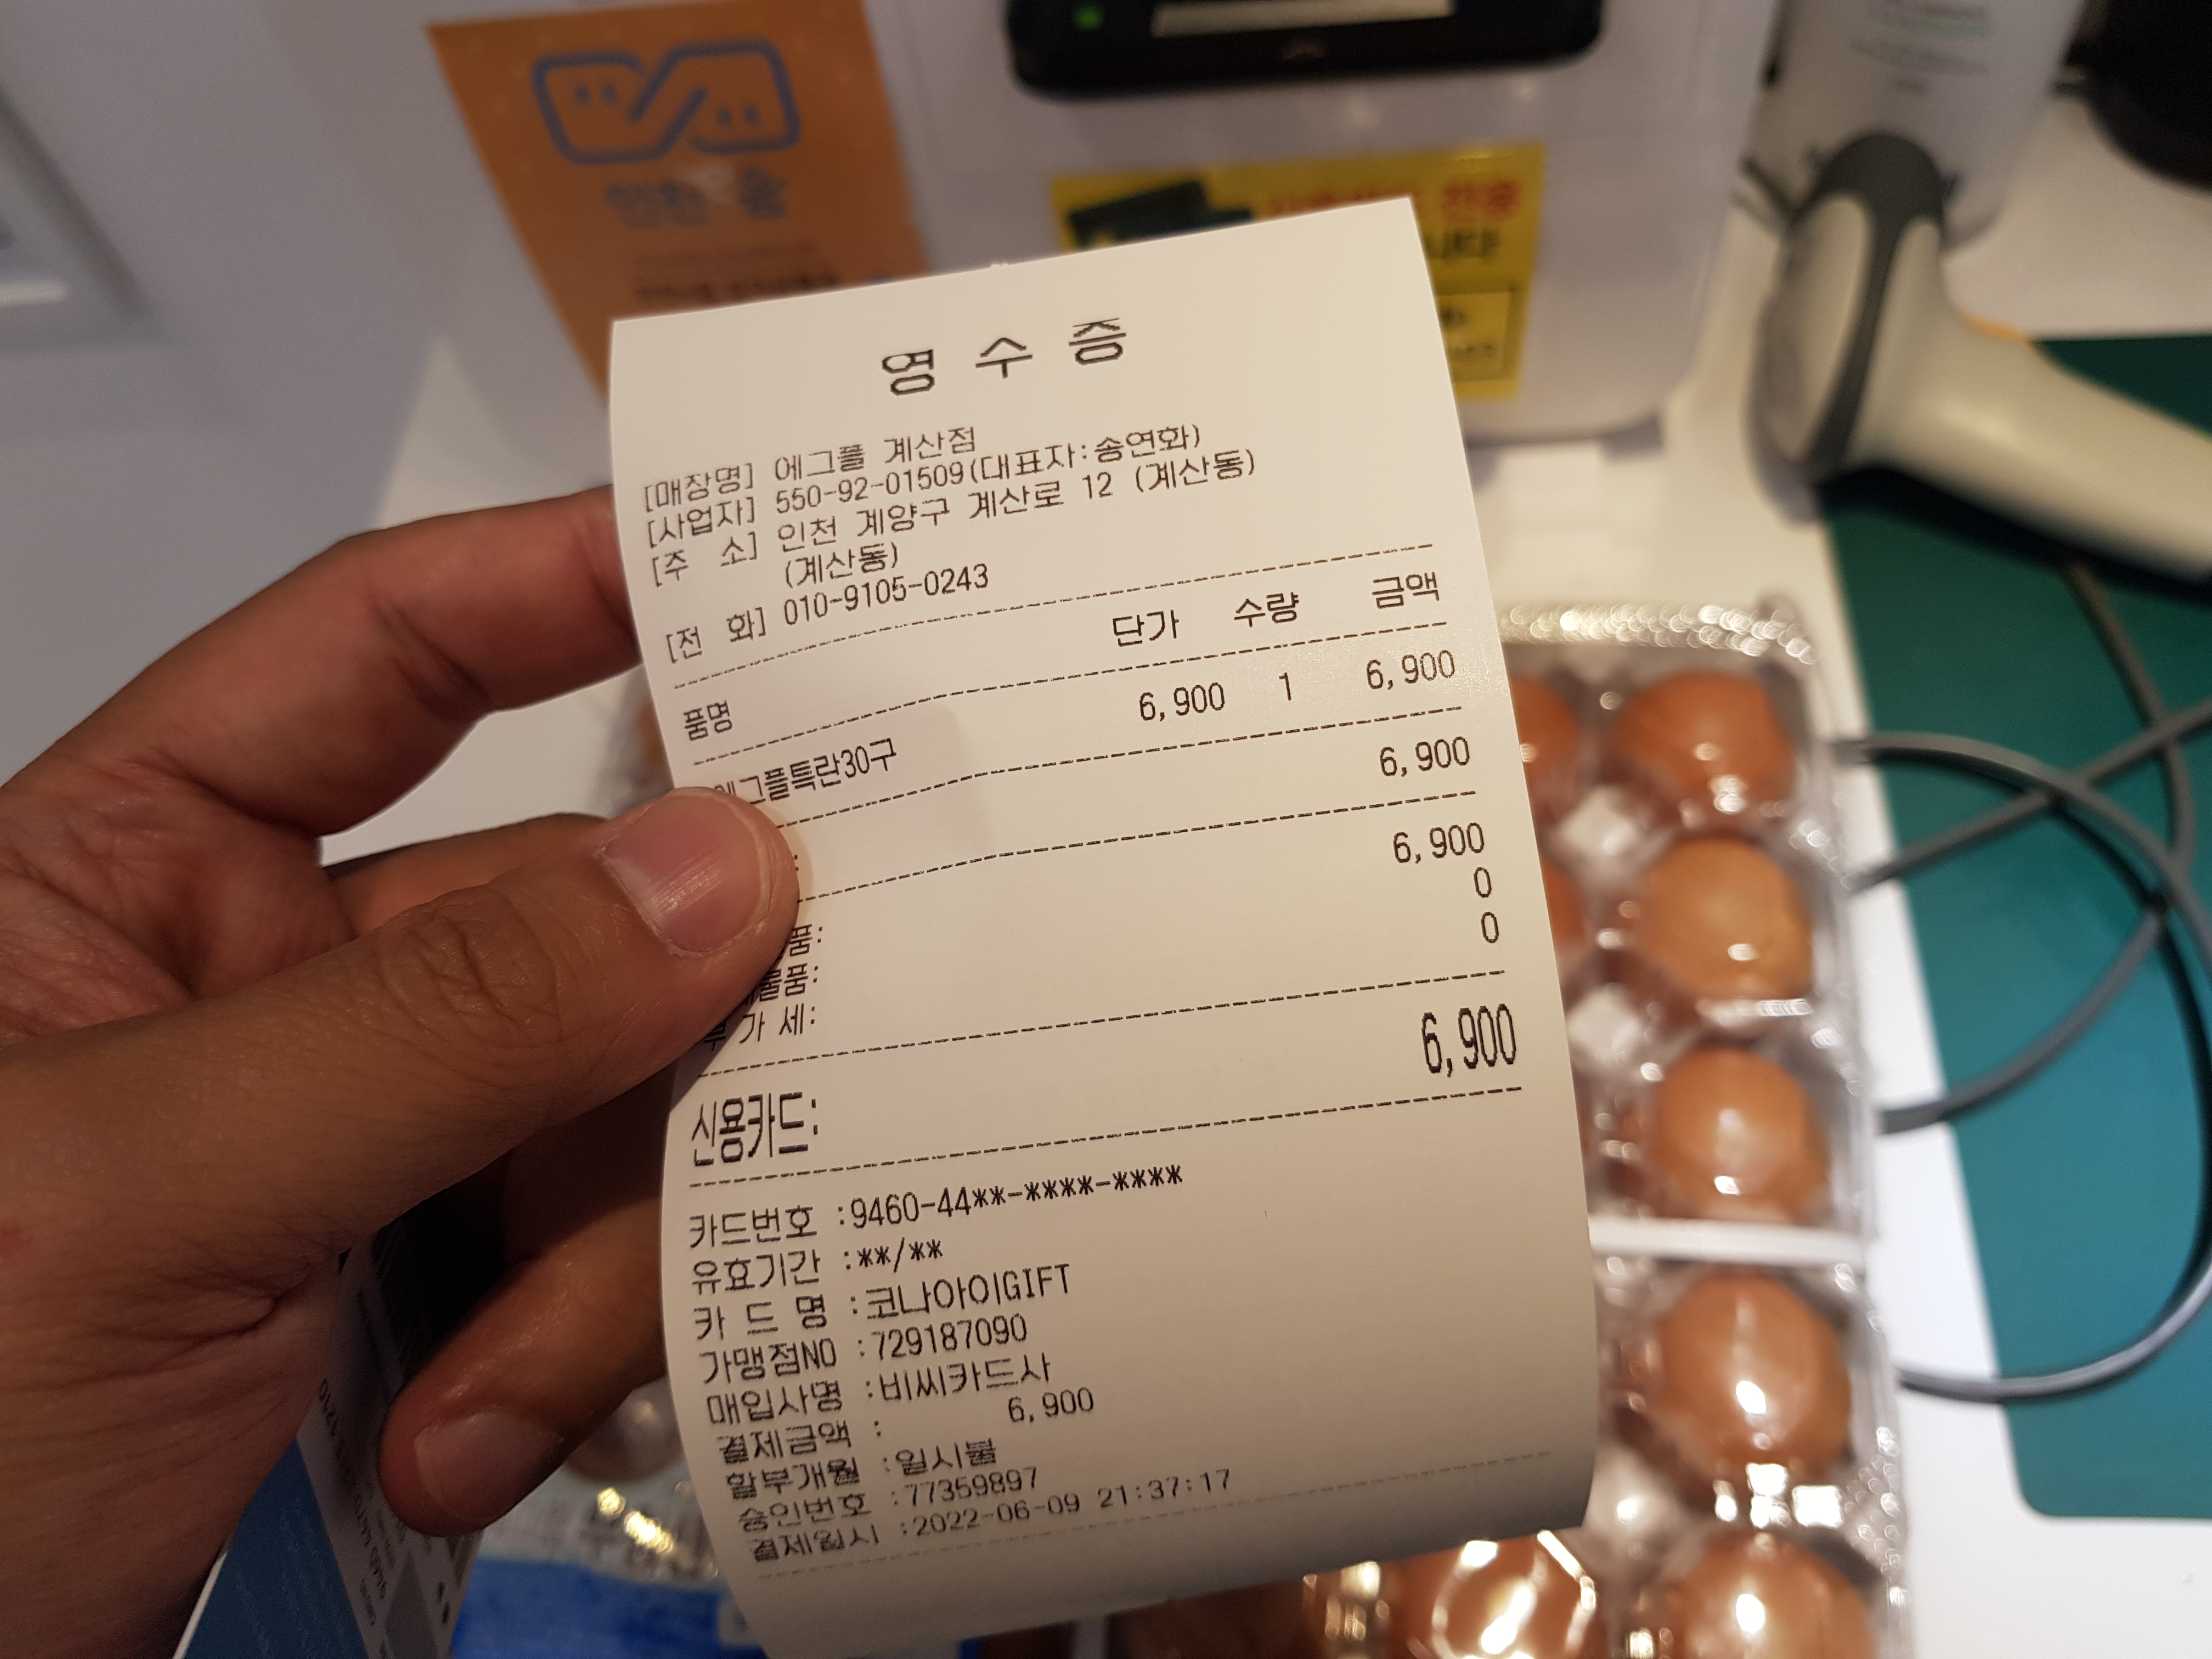 영 수 증
[매장명] 에그플 계산점
[사업자] 550-92-01509(대표자:송연화)
[주 소] 인천 계양구 계산로 12 (계산동)
(계산동)
[전 화] 010-9105-0243
품명 단가 수량 금액
에그플특란30구 6,900 1 6,900
6,900
품: 6,900
물품: 0
부 가 세: 0
신용카드: 6,900
카드번호 :9460-44**-****-****
유효기간 :**/**
카 드 명 :코나아이GIFT
가맹점NO :729187090
매입사명 :비씨카드사
결제금액 : 6,900
할부개월 :일시불
승인번호 :77359897
결제일시 :2022-06-09 21:37:17